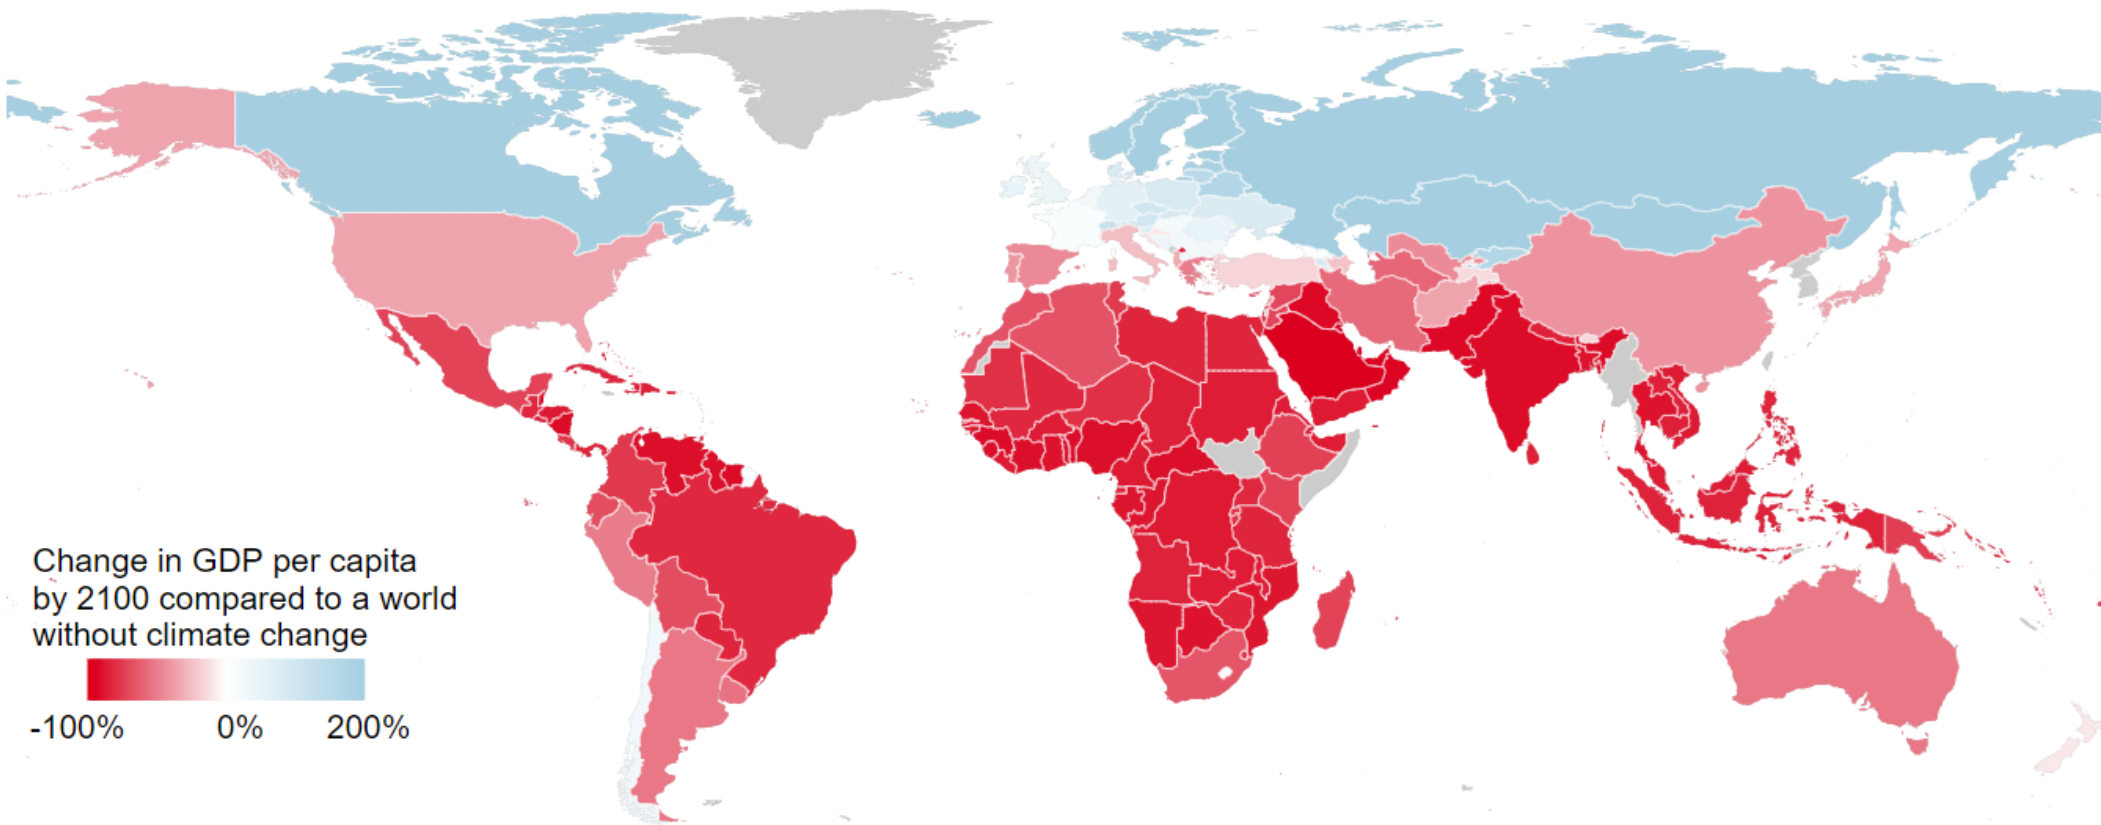 Change in GDP per capita
by 2100 compared to a world
without climate change
-100% 0% 200%